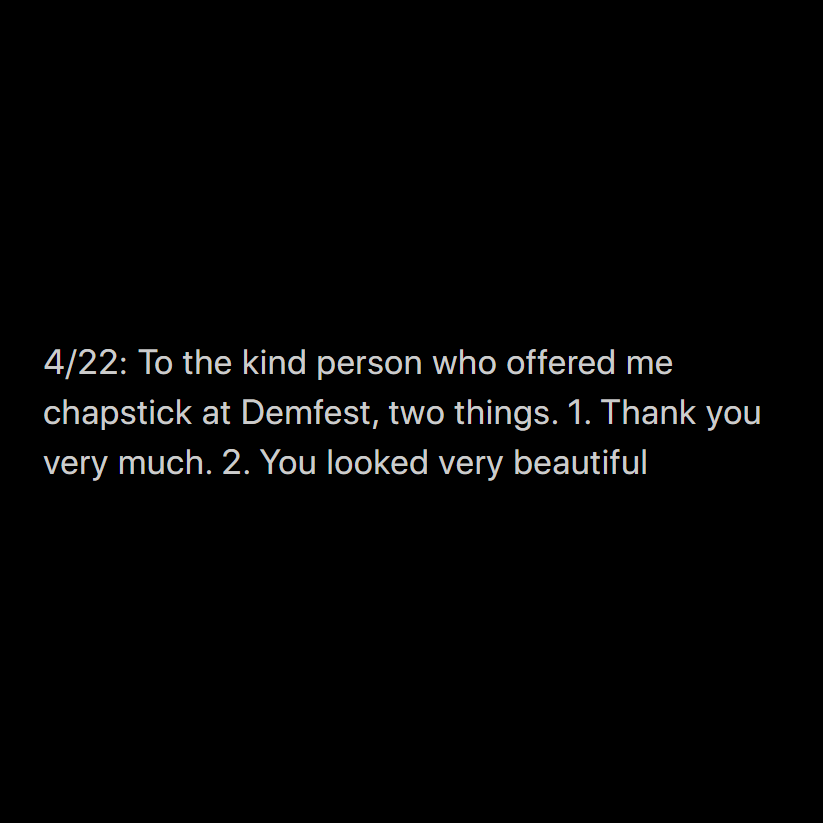 4/22: To the kind person who offered me
chapstick at Demfest, two things. 1. Thank you
very much. 2. You looked very beautiful